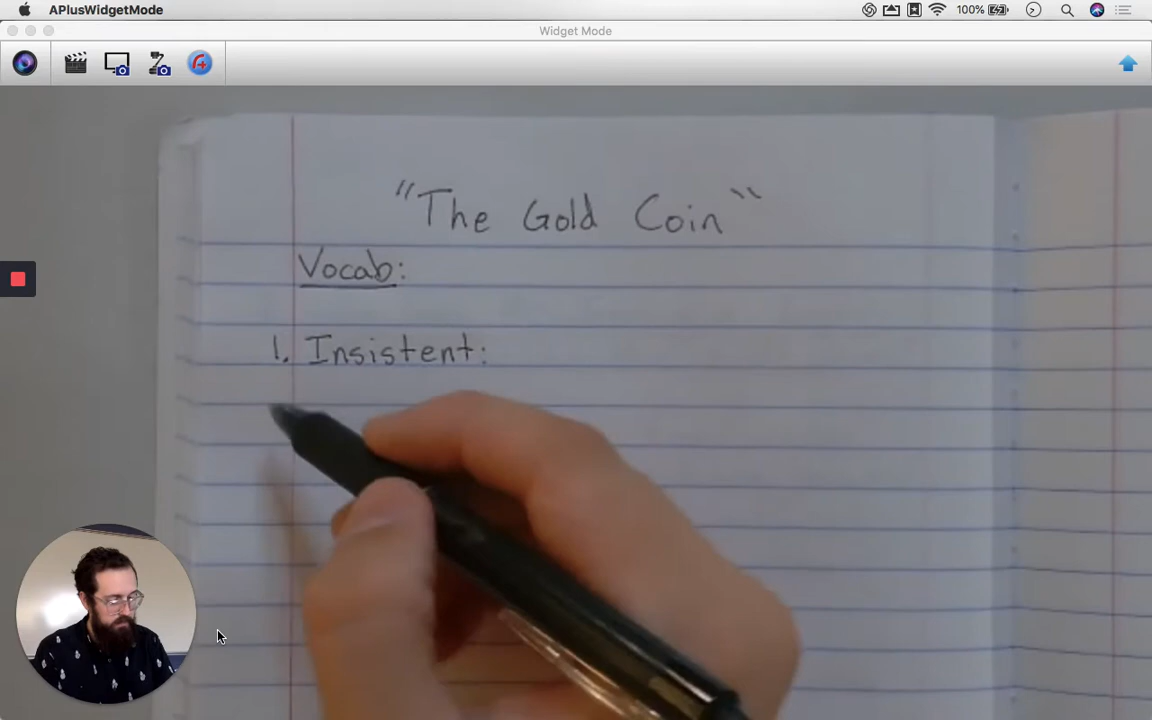 APlusWidgetMode
100%
Widget Mode
"The Gold Coin"
Vocab:
1. Insistent: